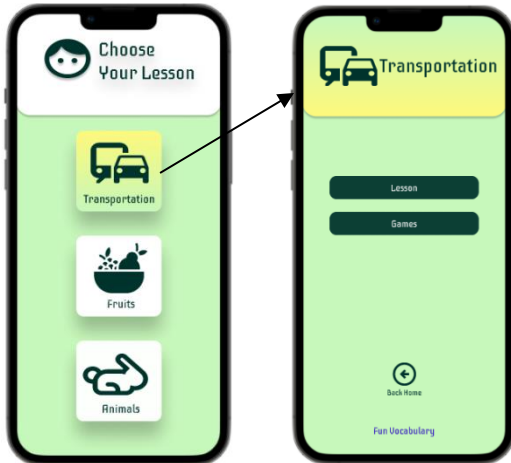 Choose
Your Lesson
Transportation
Fruits
Animals
Transportation
Lesson
Games
Back Home
Fun Vocabulary